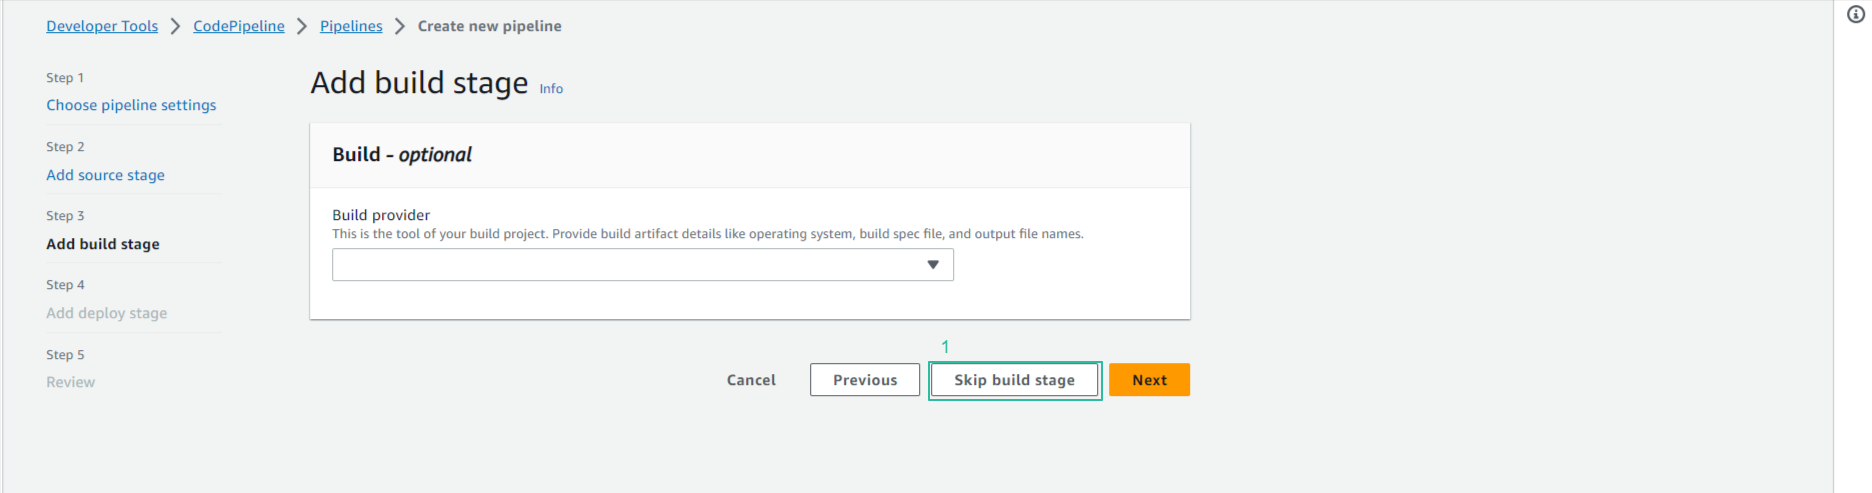 Developer Tools > CodePipeline > Pipelines > Create new pipeline
Step 1
Choose pipeline settings
Step 2
Add source stage
Step 3
Add build stage
Step 4
Add deploy stage
Step 5
Review
Add build stage Info
Build - optional
Build provider
This is the tool of your build project. Provide build artifact details like operating system, build spec file, and output file names.
1
Cancel Previous Skip build stage Next